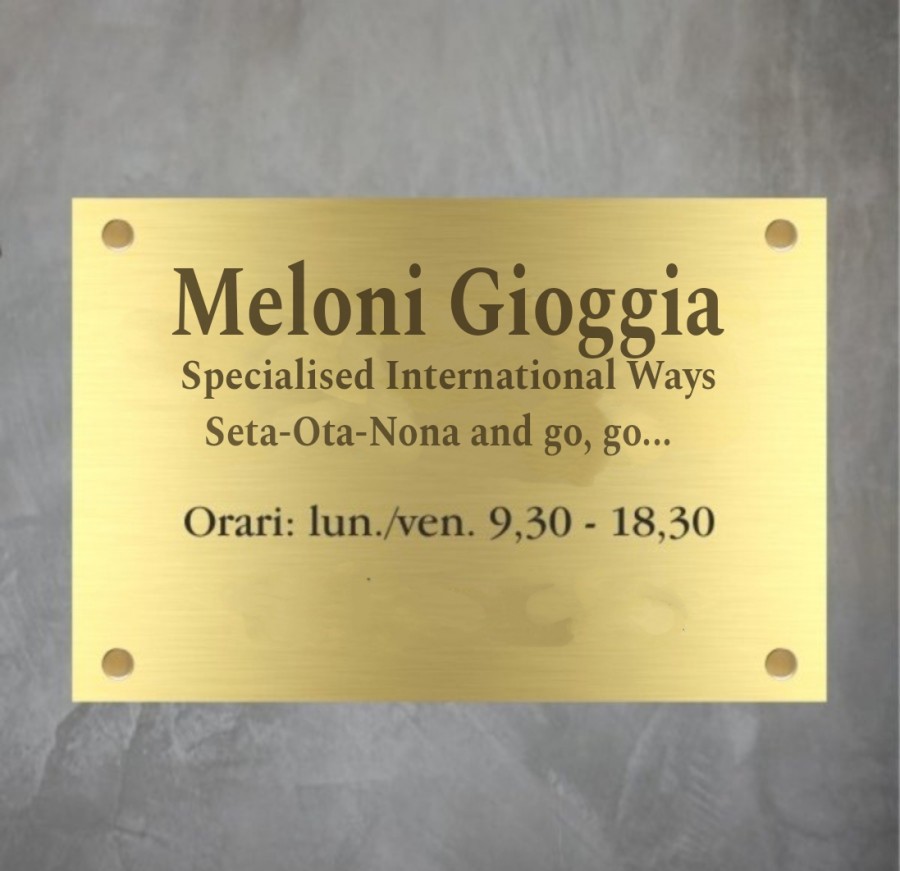 Meloni Gioggia
Specialised International Ways
Seta-Ota-Nona and go, go...
Orari: lun./ven. 9,30 - 18,30